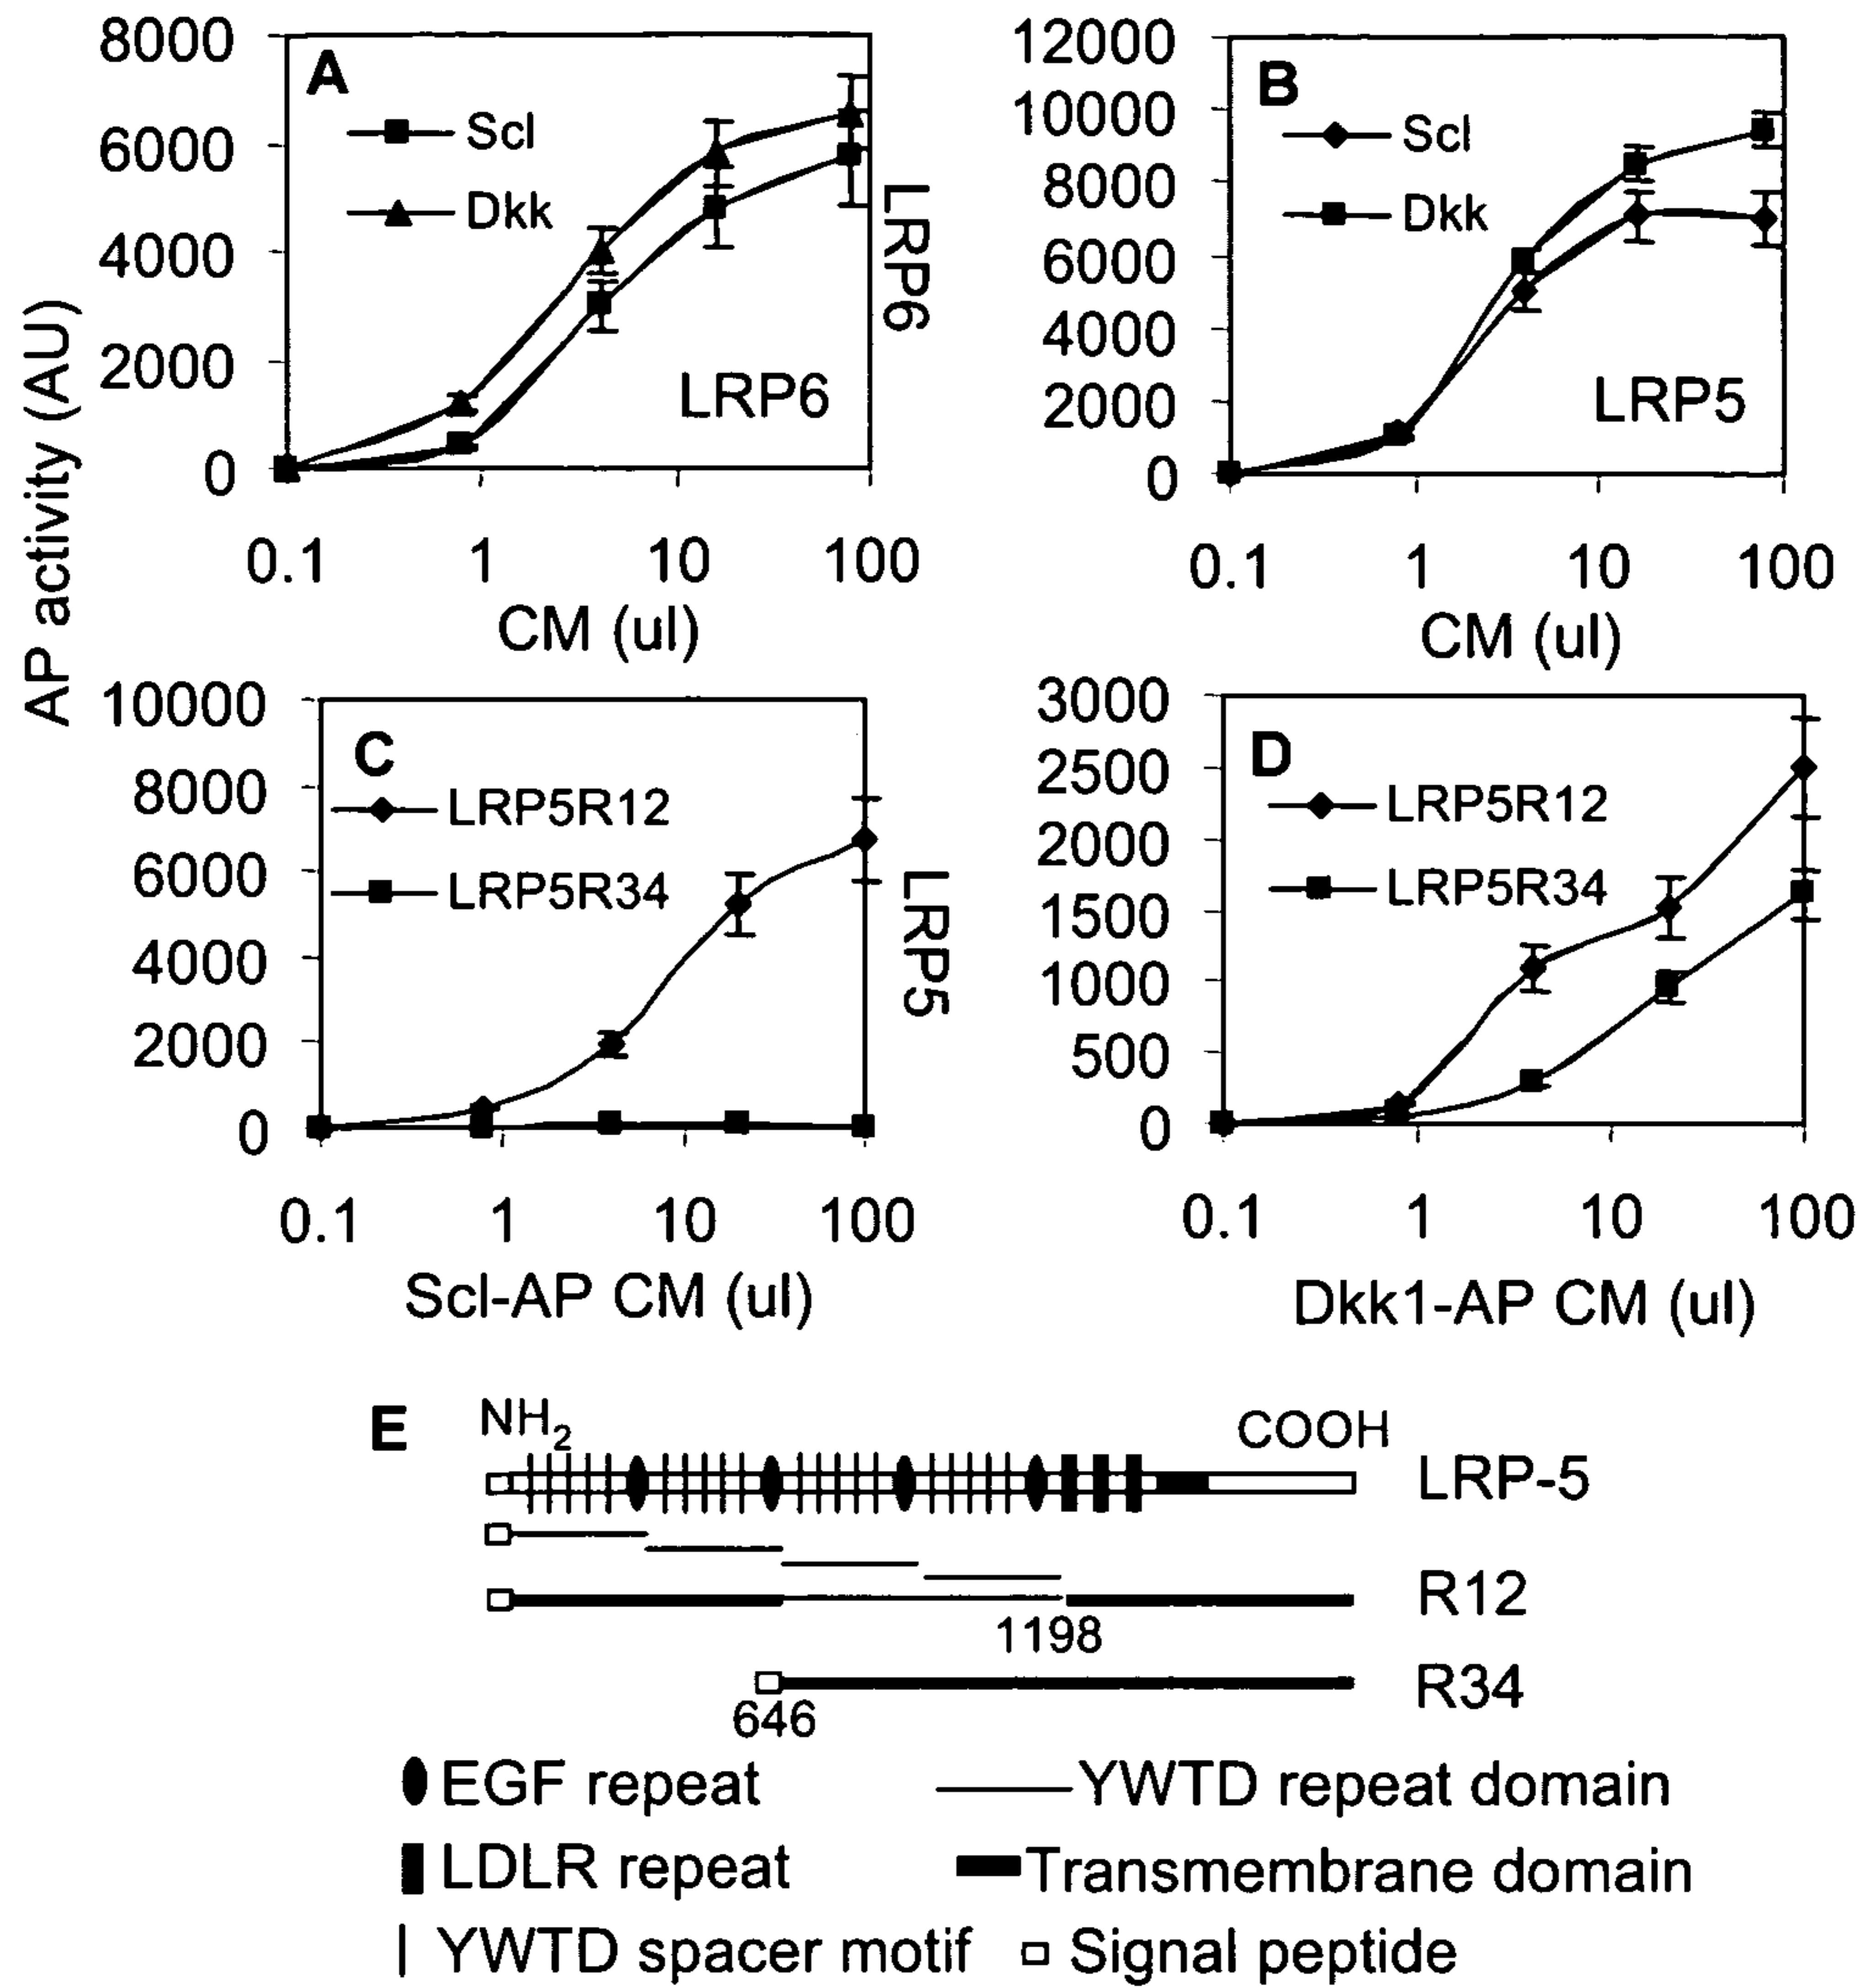 AP activity (AU)
A
8000
6000
4000
2000
0
Scl
Dkk
LRP6
0.1 1 10 100
CM (ul)
LRP6
B
12000
10000
8000
6000
4000
2000
0
Scl
Dkk
LRP5
0.1 1 10 100
CM (ul)
C
10000
8000
6000
4000
2000
0
LRP5R12
LRP5R34
0.1 1 10 100
Scl-AP CM (ul)
LRP5
D
3000
2500
2000
1500
1000
500
0
LRP5R12
LRP5R34
0.1 1 10 100
Dkk1-AP CM (ul)
E
NH2 COOH
LRP-5
R12
1198
R34
646
EGF repeat YWTD repeat domain
LDLR repeat Transmembrane domain
YWTD spacer motif Signal peptide